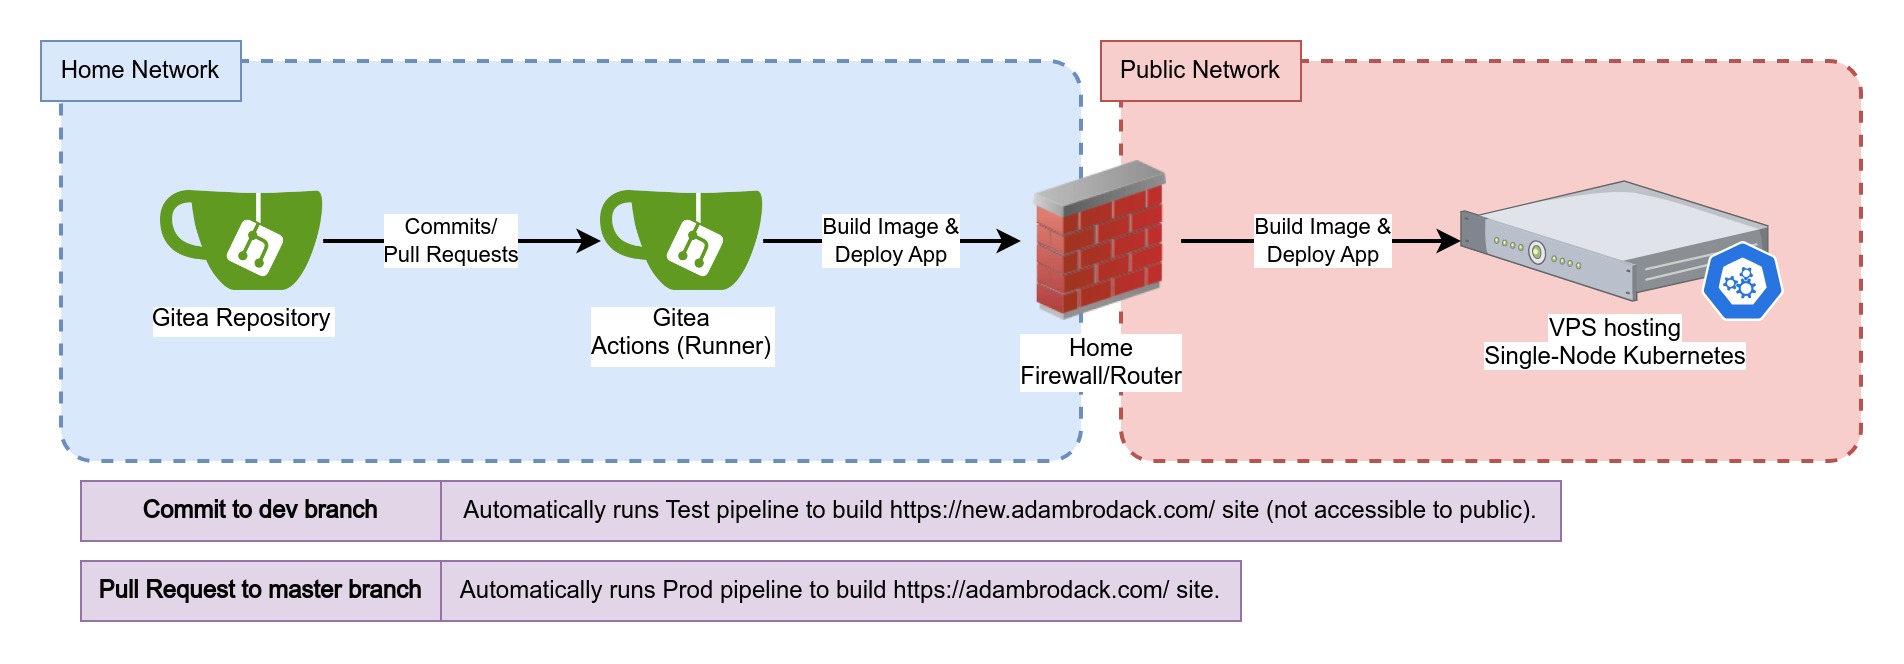 Home Network
Public Network
Commits/
Pull Requests
Build Image &
Deploy App
Build Image &
Deploy App
Gitea Repository
Gitea
Actions (Runner)
Home
Firewall/Router
VPS hosting
Single-Node Kubernetes
Commit to dev branch
Automatically runs Test pipeline to build https://new.adambrodack.com/ site (not accessible to public).
Pull Request to master branch
Automatically runs Prod pipeline to build https://adambrodack.com/ site.